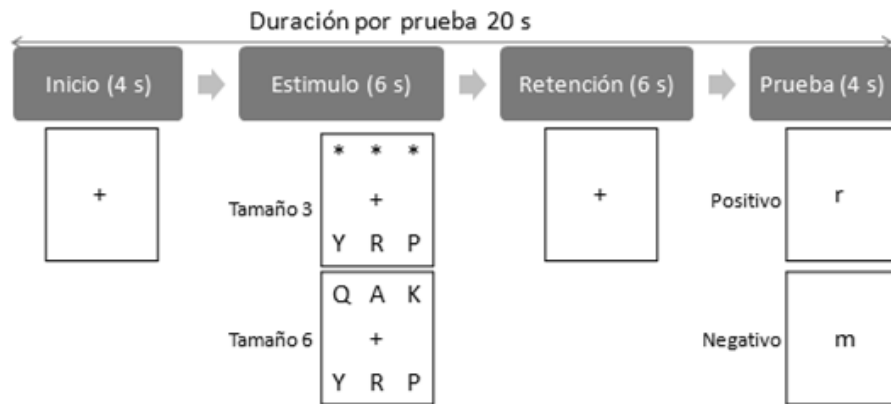 Duración por prueba 20 s
Inicio (4 s)
Estimulo (6 s)
Retención (6 s)
Prueba (4 s)
+
Tamaño 3
* * *
+
Y R P
Tamaño 6
Q A K
+
Y R P
+
Positivo
r
Negativo
m